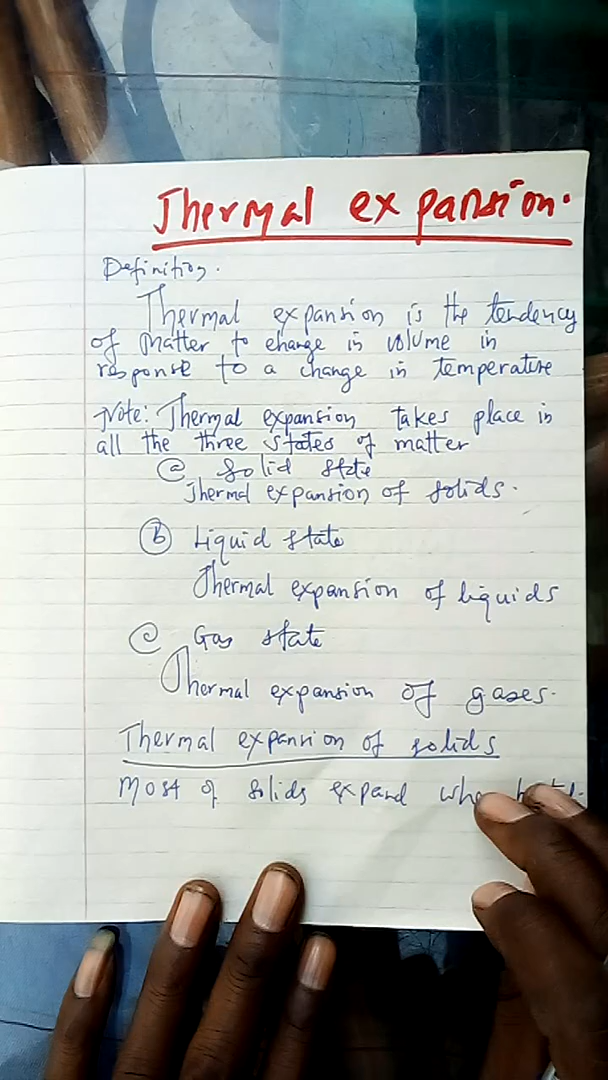 Thermal expansion.
Definition.
Thermal expansion is the tendency
of matter to change in volume in
response to a change in temperature
Note: Thermal expansion takes place in
all the three states of matter
@ Solid state
Thermal expansion of solids.
(b) Liquid state
Thermal expansion of liquids
(c) Gas state
Thermal expansion of gases.
Thermal expansion of solids
Most of solids expand